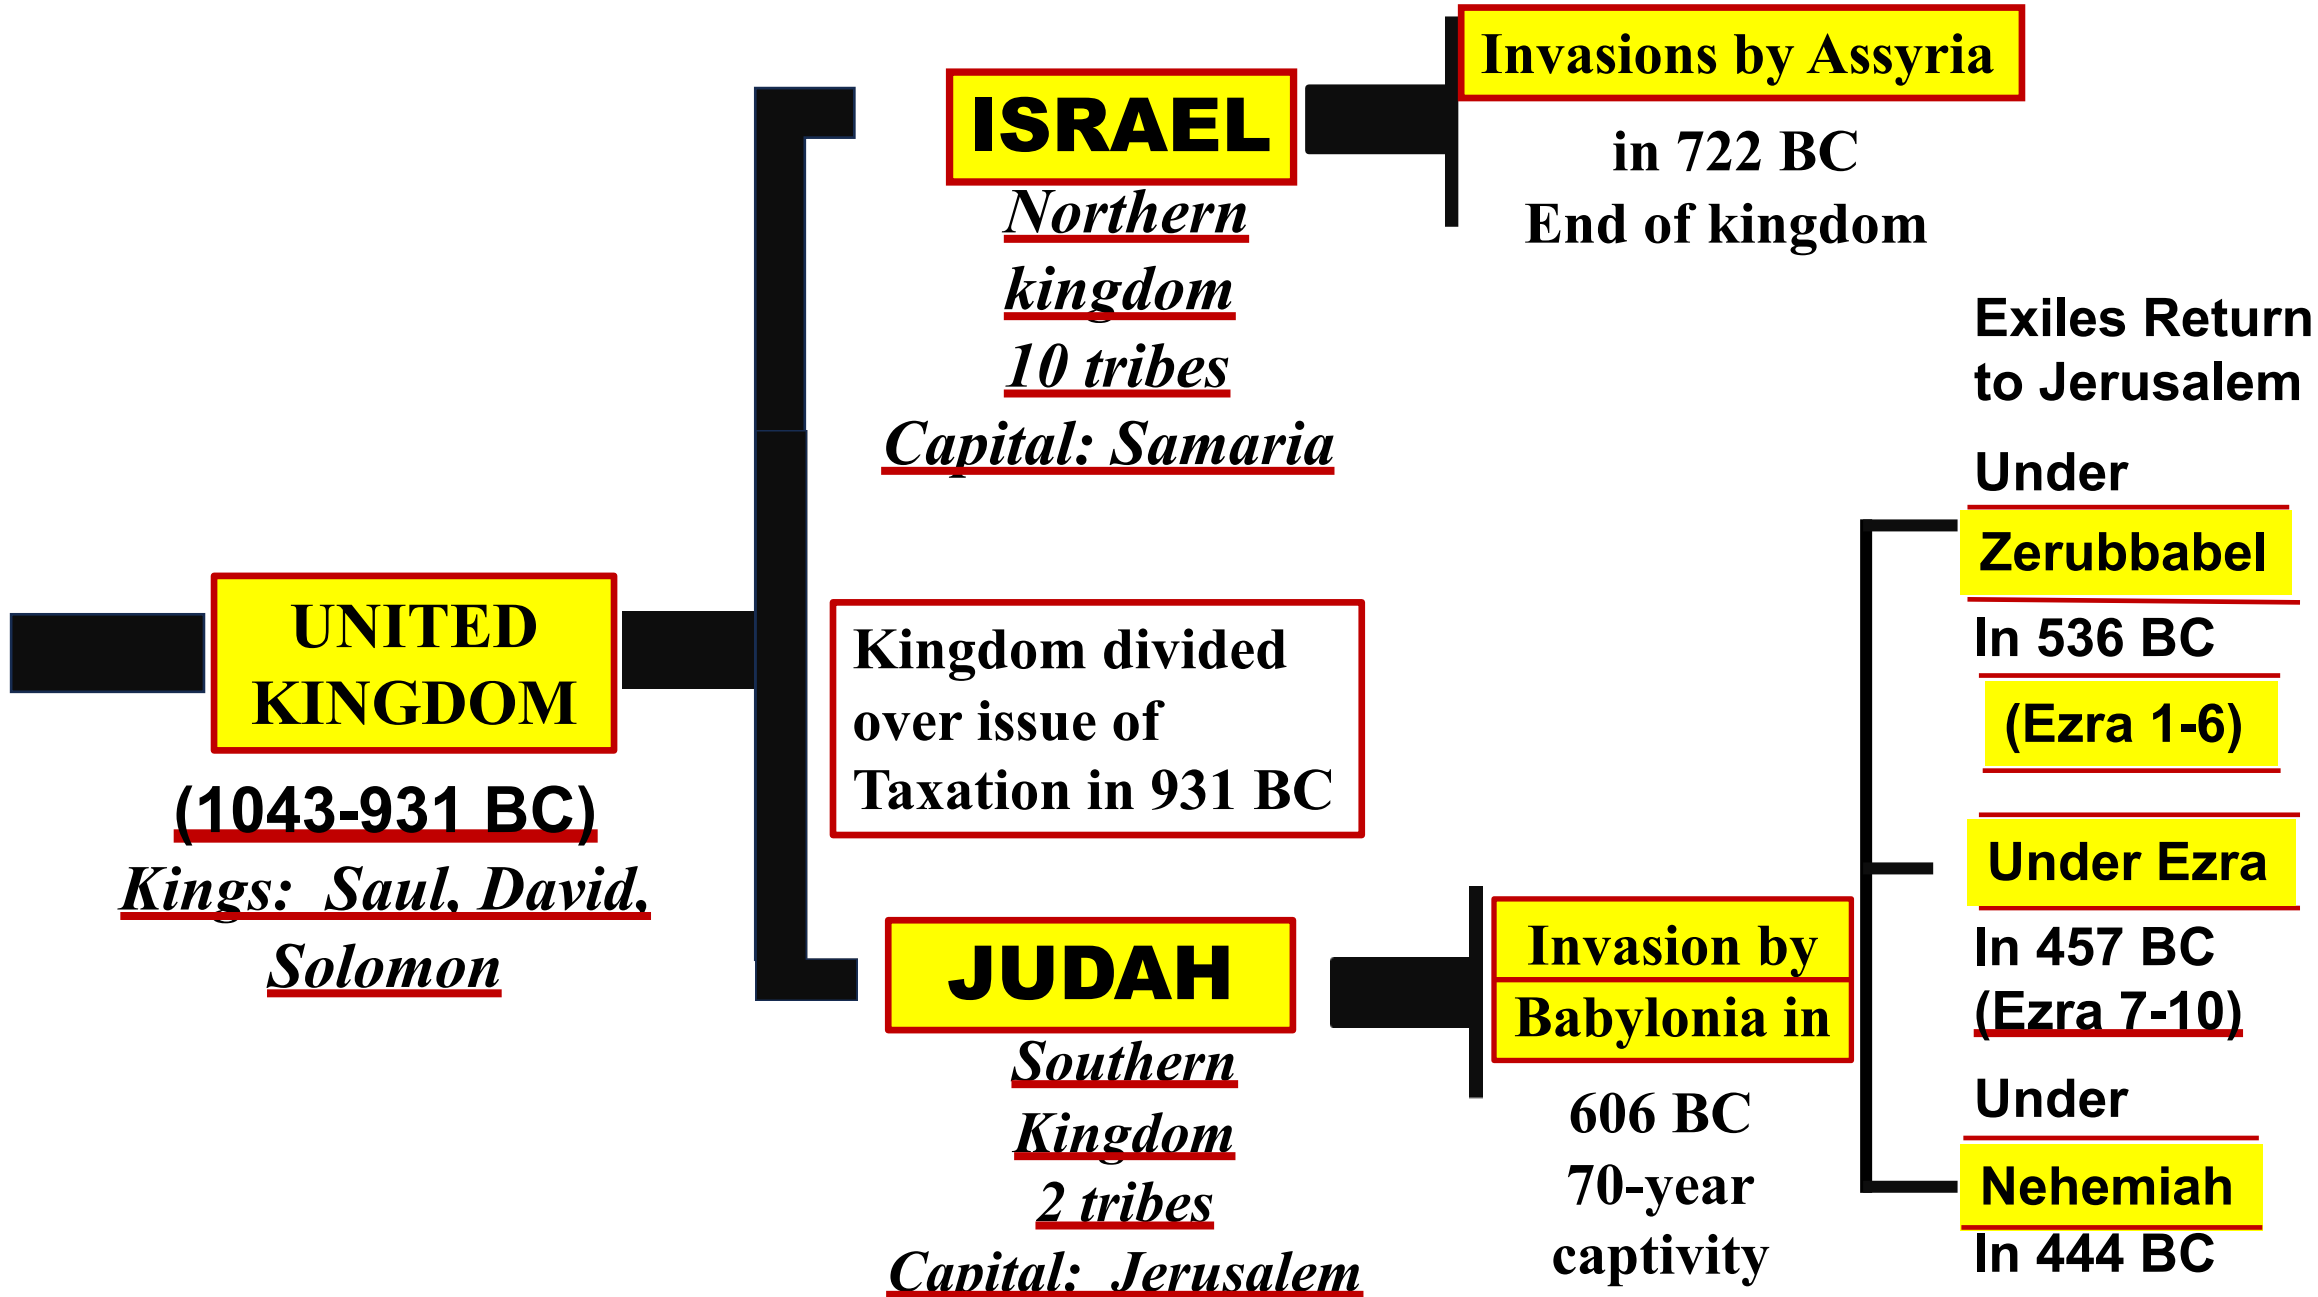 UNITED
KINGDOM
(1043-931 BC)
Kings:  Saul, David,
Solomon
ISRAEL
Northern
kingdom
10 tribes
Capital: Samaria
Invasions by Assyria
in 722 BC
End of kingdom
Kingdom divided
over issue of
Taxation in 931 BC
JUDAH
Southern
Kingdom
2 tribes
Capital:  Jerusalem
Invasion by
Babylonia in
606 BC
70-year
captivity
Exiles Return
to Jerusalem
Under
Zerubbabel
In 536 BC
(Ezra 1-6)
Under Ezra
In 457 BC
(Ezra 7-10)
Under
Nehemiah
In 444 BC